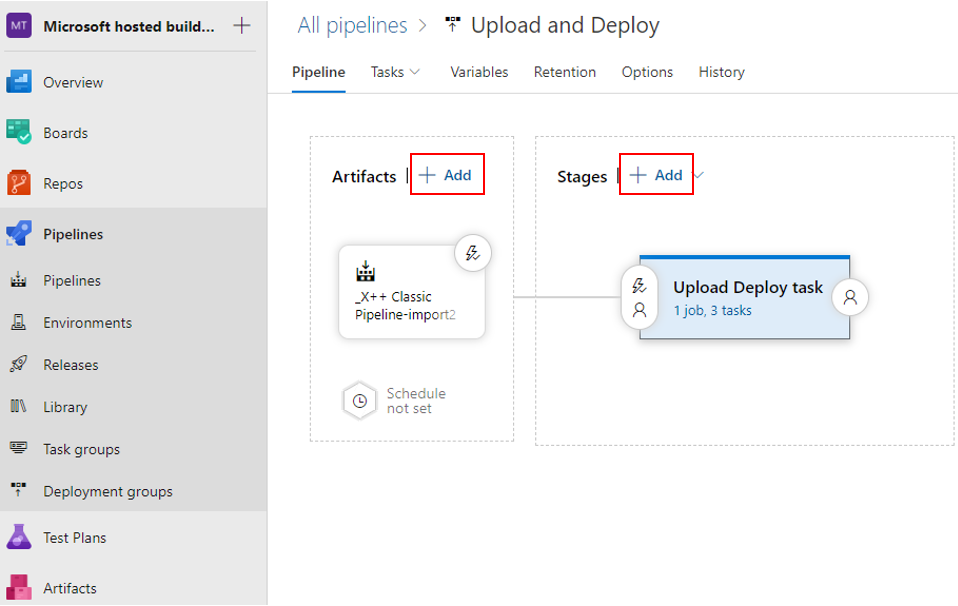 MT Microsoft hosted build... +
Overview
Boards
Repos
Pipelines
Pipelines
Environments
Releases
Library
Task groups
Deployment groups
Test Plans
Artifacts
All pipelines > Upload and Deploy
Pipeline Tasks Variables Retention Options History
Artifacts | + Add
_X++ Classic
Pipeline-import2
Schedule
not set
Stages | + Add
Upload Deploy task
1 job, 3 tasks